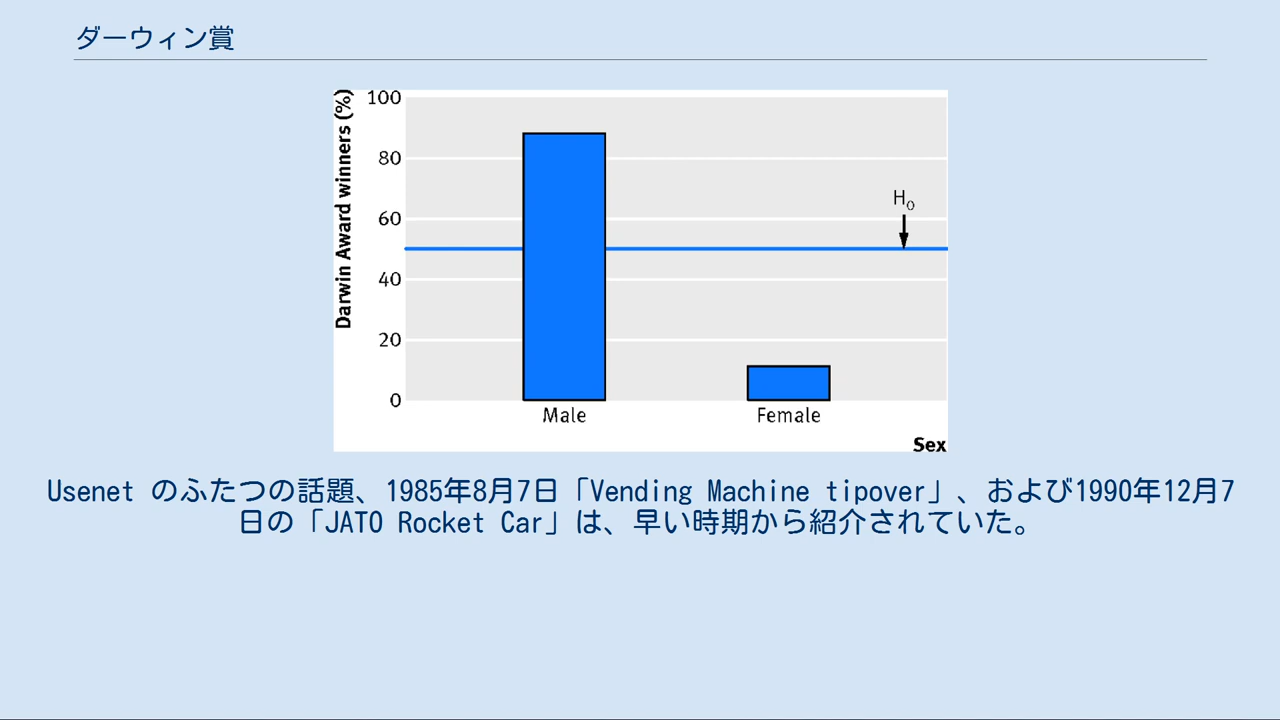 ダーウィン賞
Darwin Award winners (%)
100
80
60
40
20
0
H0
Male
Female
Sex
Usenet のふたつの話題、1985年8月7日「Vending Machine tipover」、および1990年12月7
日の「JATO Rocket Car」は、早い時期から紹介されていた。